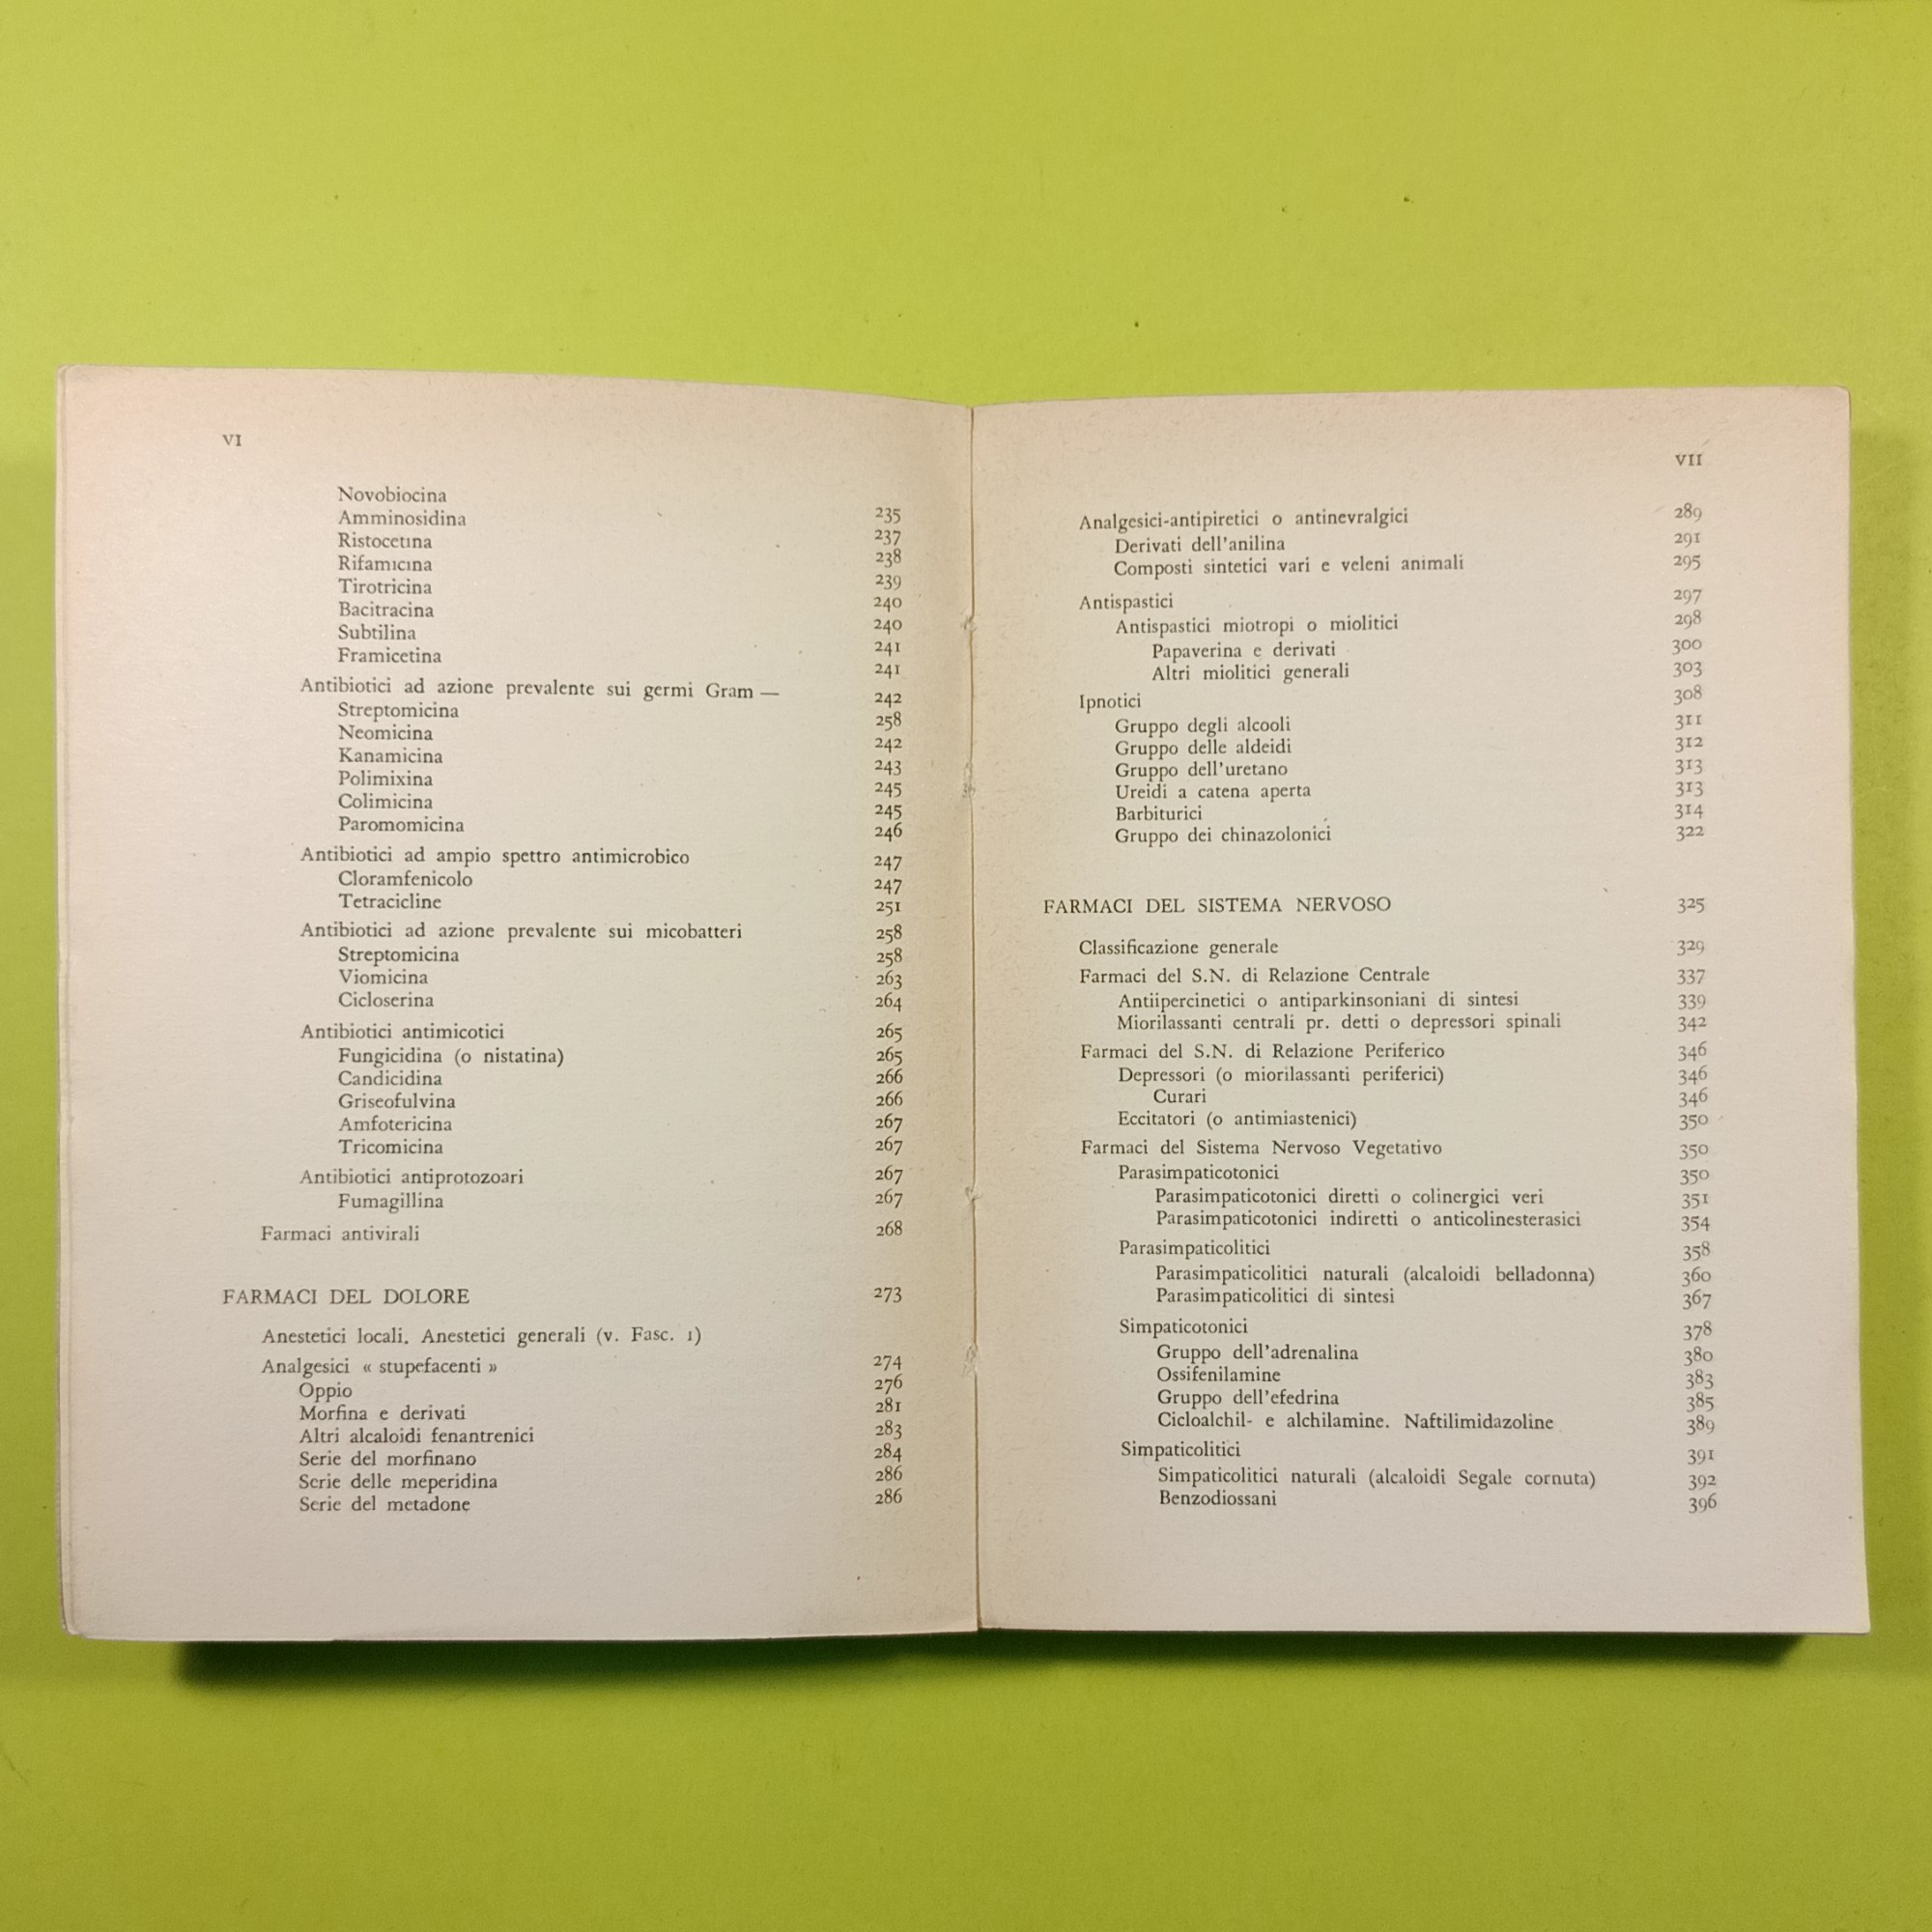 VI
Novobiocina 235
Amminosidina 237
Ristocetina 238
Rifamicina 239
Tirotricina 240
Bacitracina 240
Subtilina 241
Framicetina 241
Antibiotici ad azione prevalente sui germi Gram — 242
Streptomicina 258
Neomicina 242
Kanamicina 243
Polimixina 245
Colimicina 245
Paromomicina 246
Antibiotici ad ampio spettro antimicrobico 247
Cloramfenicolo 247
Tetracicline 251
Antibiotici ad azione prevalente sui micobatteri 258
Streptomicina 258
Viomicina 263
Cicloserina 264
Antibiotici antimicotici 265
Fungicidina (o nistatina) 265
Candicidina 266
Griseofulvina 266
Amfotericina 267
Tricomicina 267
Antibiotici antiprotozoari 267
Fumagillina 267
Farmaci antivirali 268
FARMACI DEL DOLORE 273
Anestetici locali. Anestetici generali (v. Fasc. 1)
Analgesici « stupefacenti » 274
Oppio 276
Morfina e derivati 281
Altri alcaloidi fenantrenici 283
Serie del morfinano 284
Serie delle meperidina 286
Serie del metadone 286
VII
Analgesici-antipiretici o antinevralgici 289
Derivati dell'anilina 291
Composti sintetici vari e veleni animali 295
Antispastici 297
Antispastici miotropi o miolitici 298
Papaverina e derivati 300
Altri miolitici generali 303
Ipnotici 308
Gruppo degli alcooli 311
Gruppo delle aldeidi 312
Gruppo dell'uretano 313
Ureidi a catena aperta 313
Barbiturici 314
Gruppo dei chinazolonici 322
FARMACI DEL SISTEMA NERVOSO 325
Classificazione generale 329
Farmaci del S.N. di Relazione Centrale 337
Antiipercinetici o antiparkinsoniani di sintesi 339
Miorilassanti centrali pr. detti o depressori spinali 342
Farmaci del S.N. di Relazione Periferico 346
Depressori (o miorilassanti periferici) 346
Curari 346
Eccitatori (o antimiastenici) 350
Farmaci del Sistema Nervoso Vegetativo 350
Parasimpaticotonici 350
Parasimpaticotonici diretti o colinergici veri 351
Parasimpaticotonici indiretti o anticolinesterasici 354
Parasimpaticolitici 358
Parasimpaticolitici naturali (alcaloidi belladonna) 360
Parasimpaticolitici di sintesi 367
Simpaticotonici 378
Gruppo dell'adrenalina 380
Ossifenilamine 383
Gruppo dell'efedrina 385
Cicloalchil- e alchilamine. Naftilimidazoline 389
Simpaticolitici 391
Simpaticolitici naturali (alcaloidi Segale cornuta) 392
Benzodiossani 396